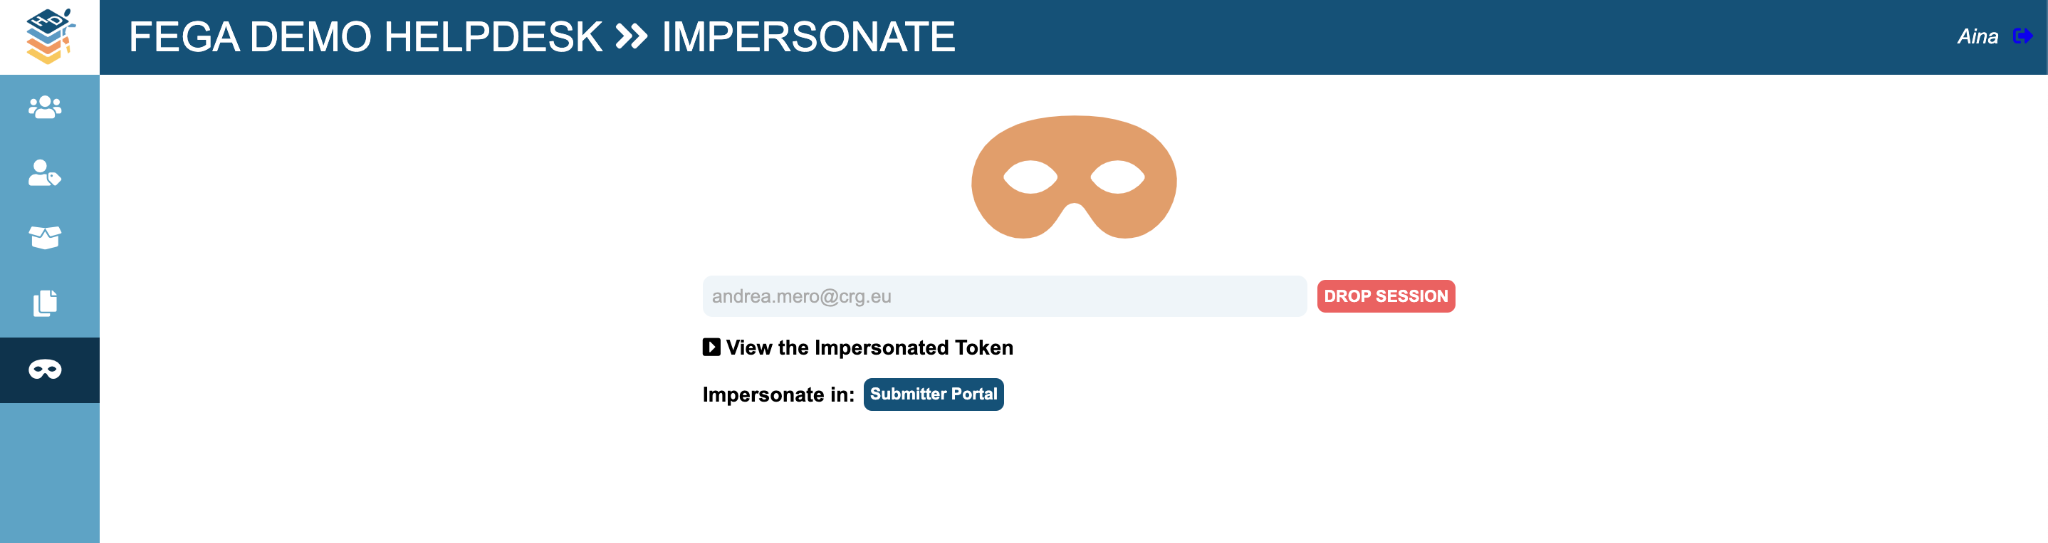 HD
FEGA DEMO HELPDESK » IMPERSONATE
Aina
andrea.mero@crg.eu
DROP SESSION
View the Impersonated Token
Impersonate in: Submitter Portal